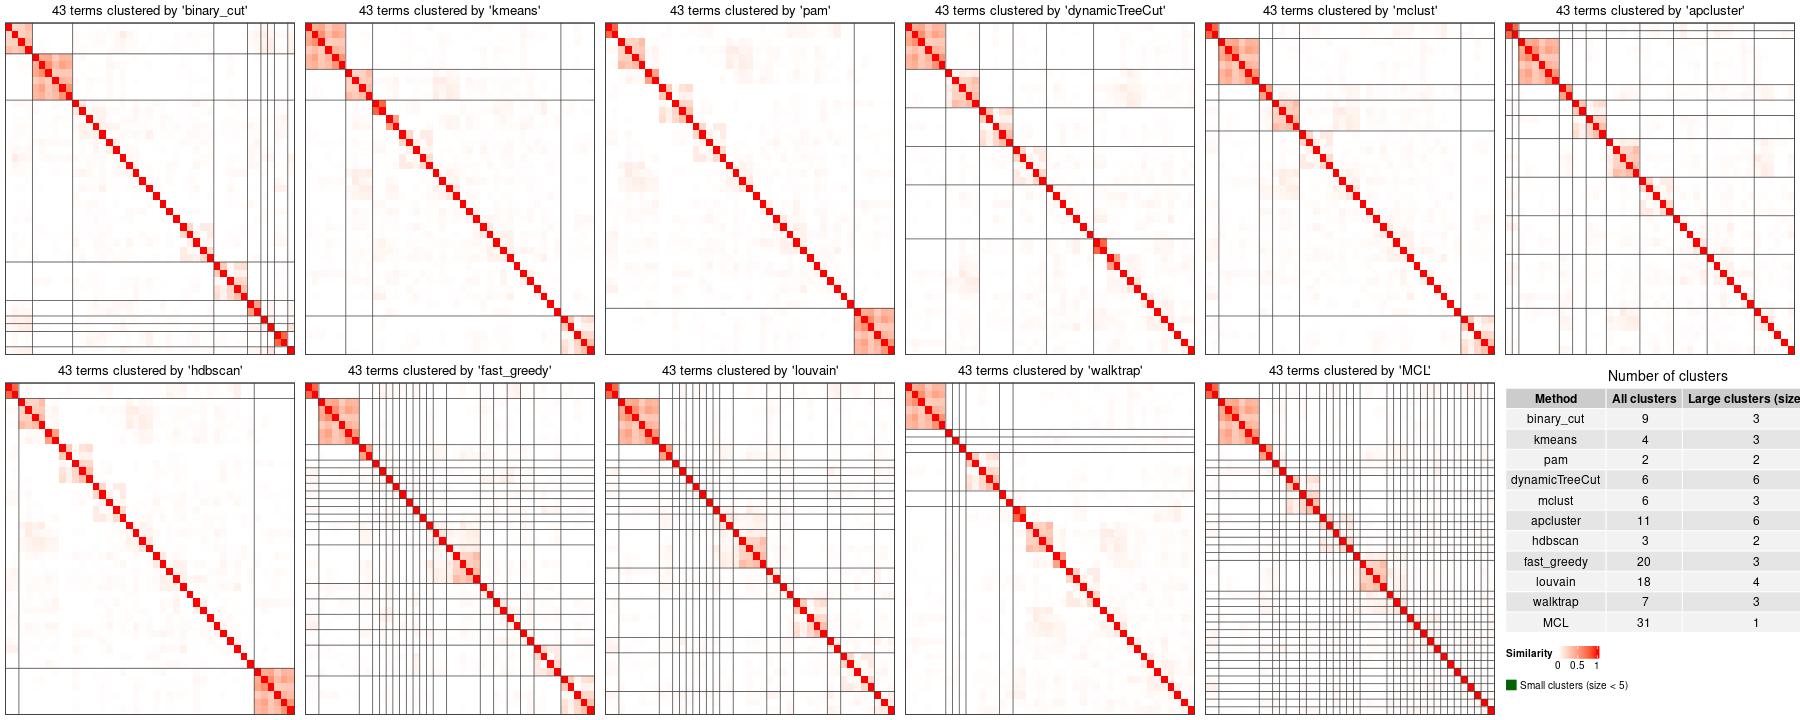 43 terms clustered by 'binary_cut'
43 terms clustered by 'kmeans'
43 terms clustered by 'pam'
43 terms clustered by 'dynamicTreeCut'
43 terms clustered by 'mclust'
43 terms clustered by 'apcluster'
43 terms clustered by 'hdbscan'
43 terms clustered by 'fast_greedy'
43 terms clustered by 'louvain'
43 terms clustered by 'walktrap'
43 terms clustered by 'MCL'
Number of clusters
Method All clusters Large clusters (size
binary_cut 9 3
kmeans 4 3
pam 2 2
dynamicTreeCut 6 6
mclust 6 3
apcluster 11 6
hdbscan 3 2
fast_greedy 20 3
louvain 18 4
walktrap 7 3
MCL 31 1
Similarity
0 0.5 1
Small clusters (size < 5)